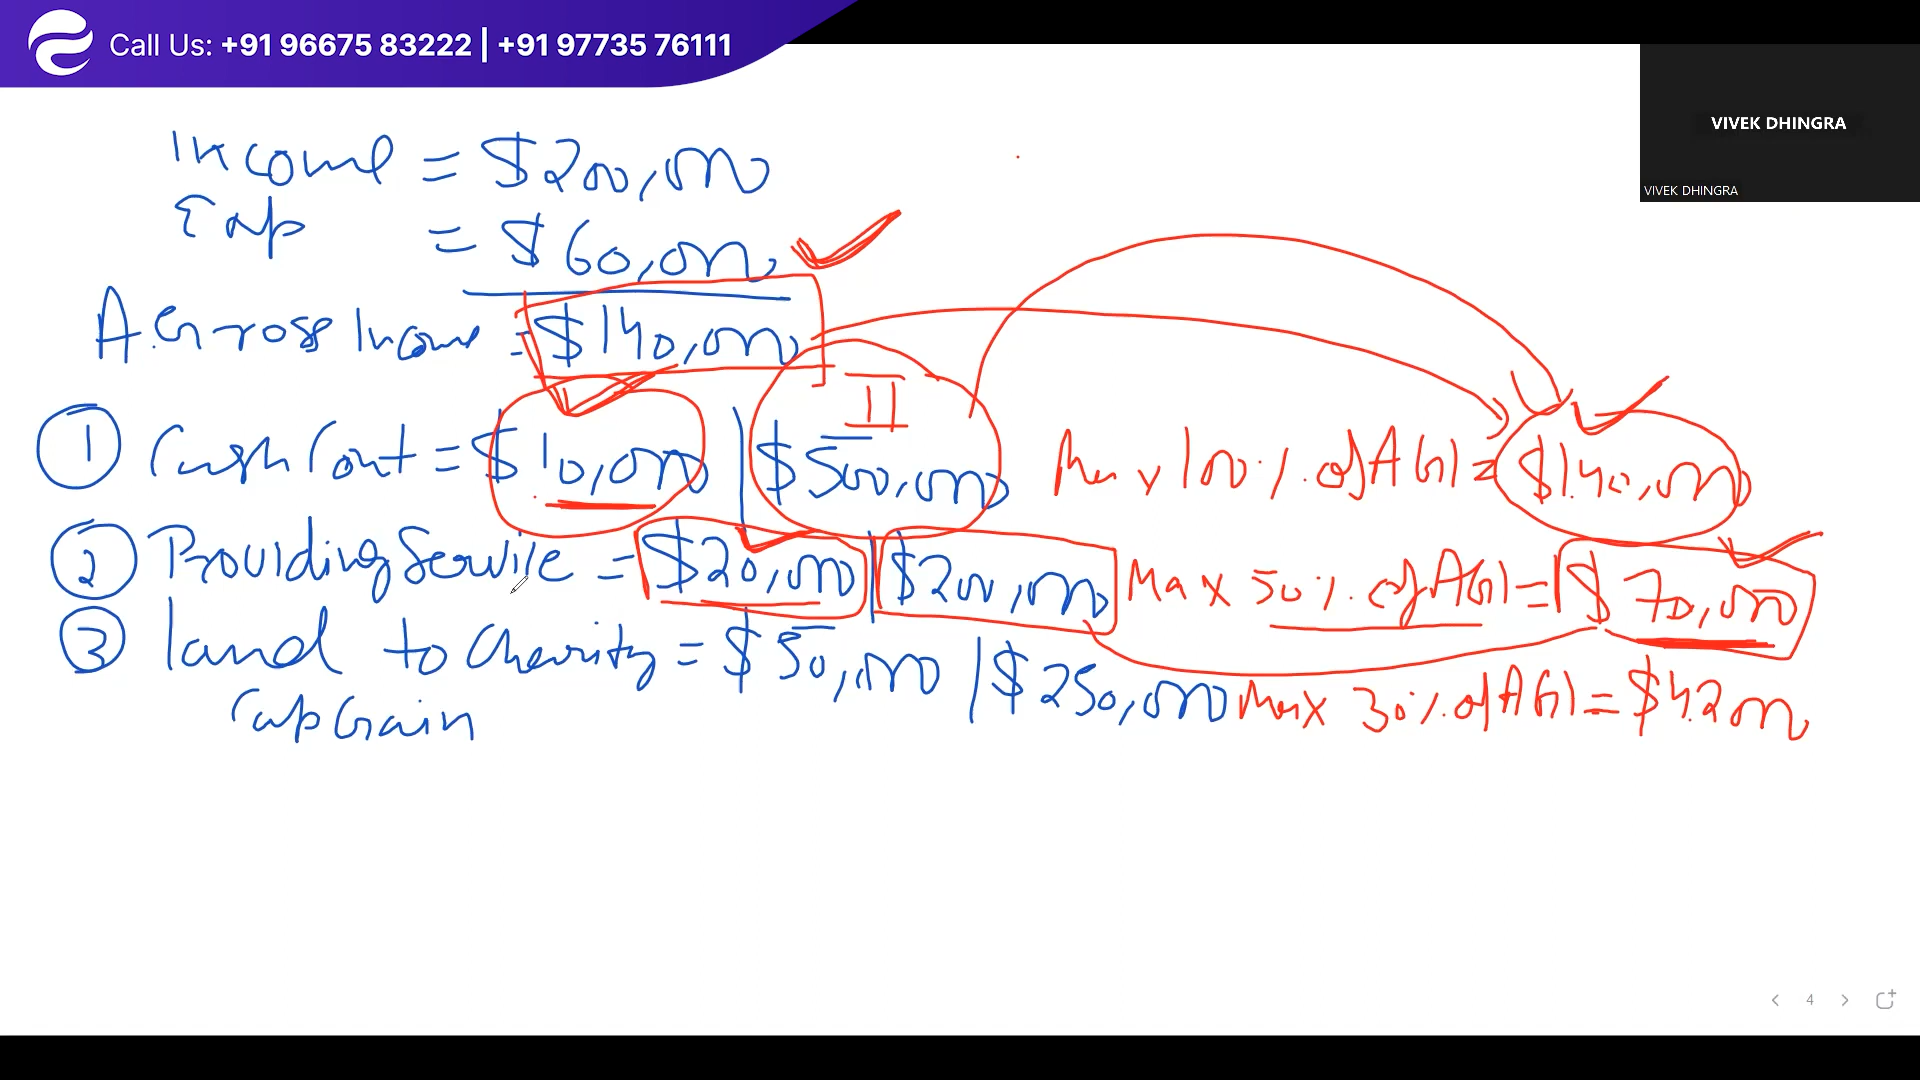 Call Us: +91 96675 83222 | +91 97735 76111
VIVEK DHINGRA
VIVEK DHINGRA
Income = $200,000
Exp = $60,000
A.Gross Income = $140,000
II
① Cash Cont = $10,000 | $500,000 Max 100% of AGI = $140,000
② Providing Service = $20,000 | $200,000 Max 50% of AGI = $70,000
③ land to Charity = $50,000 | $250,000 Max 30% of AGI = $42000
Cap Gain
4